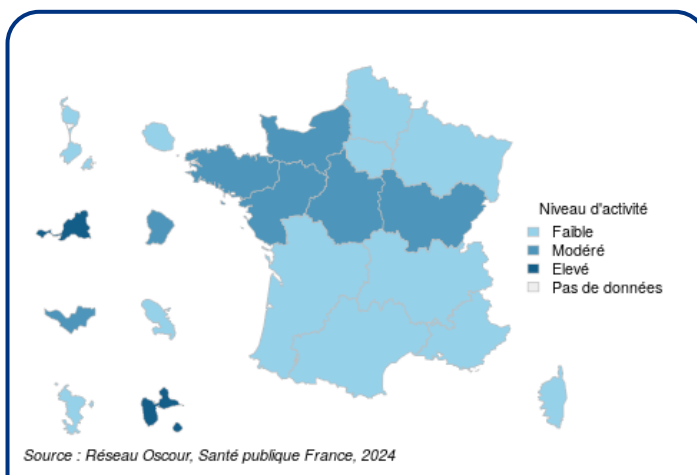 Niveau d'activité
Faible
Modéré
Elevé
Pas de données
Source : Réseau Oscour, Santé publique France, 2024